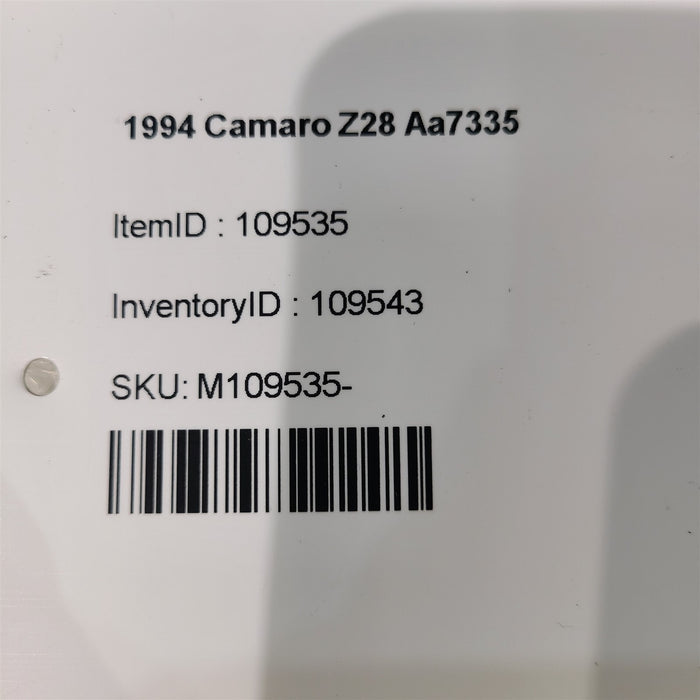 1994 Camaro Z28 Aa7335
ItemID : 109535
InventoryID : 109543
SKU: M109535-